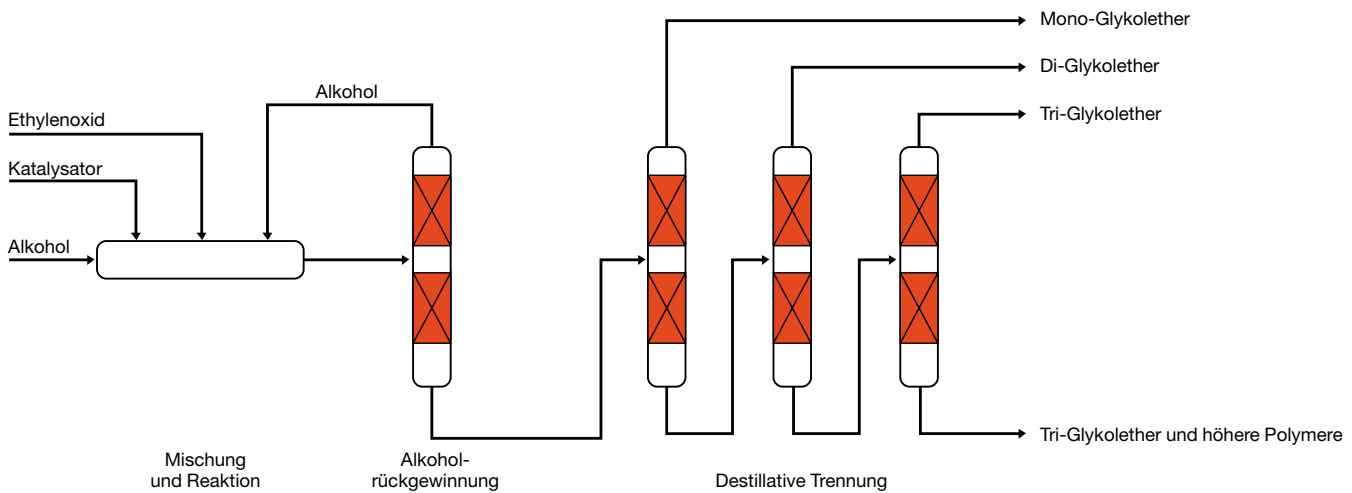 Mono-Glykolether
Di-Glykolether
Alkohol
Tri-Glykolether
Ethylenoxid
Katalysator
Alkohol
Tri-Glykolether und höhere Polymere
Mischung
und Reaktion
Alkohol-
rückgewinnung
Destillative Trennung